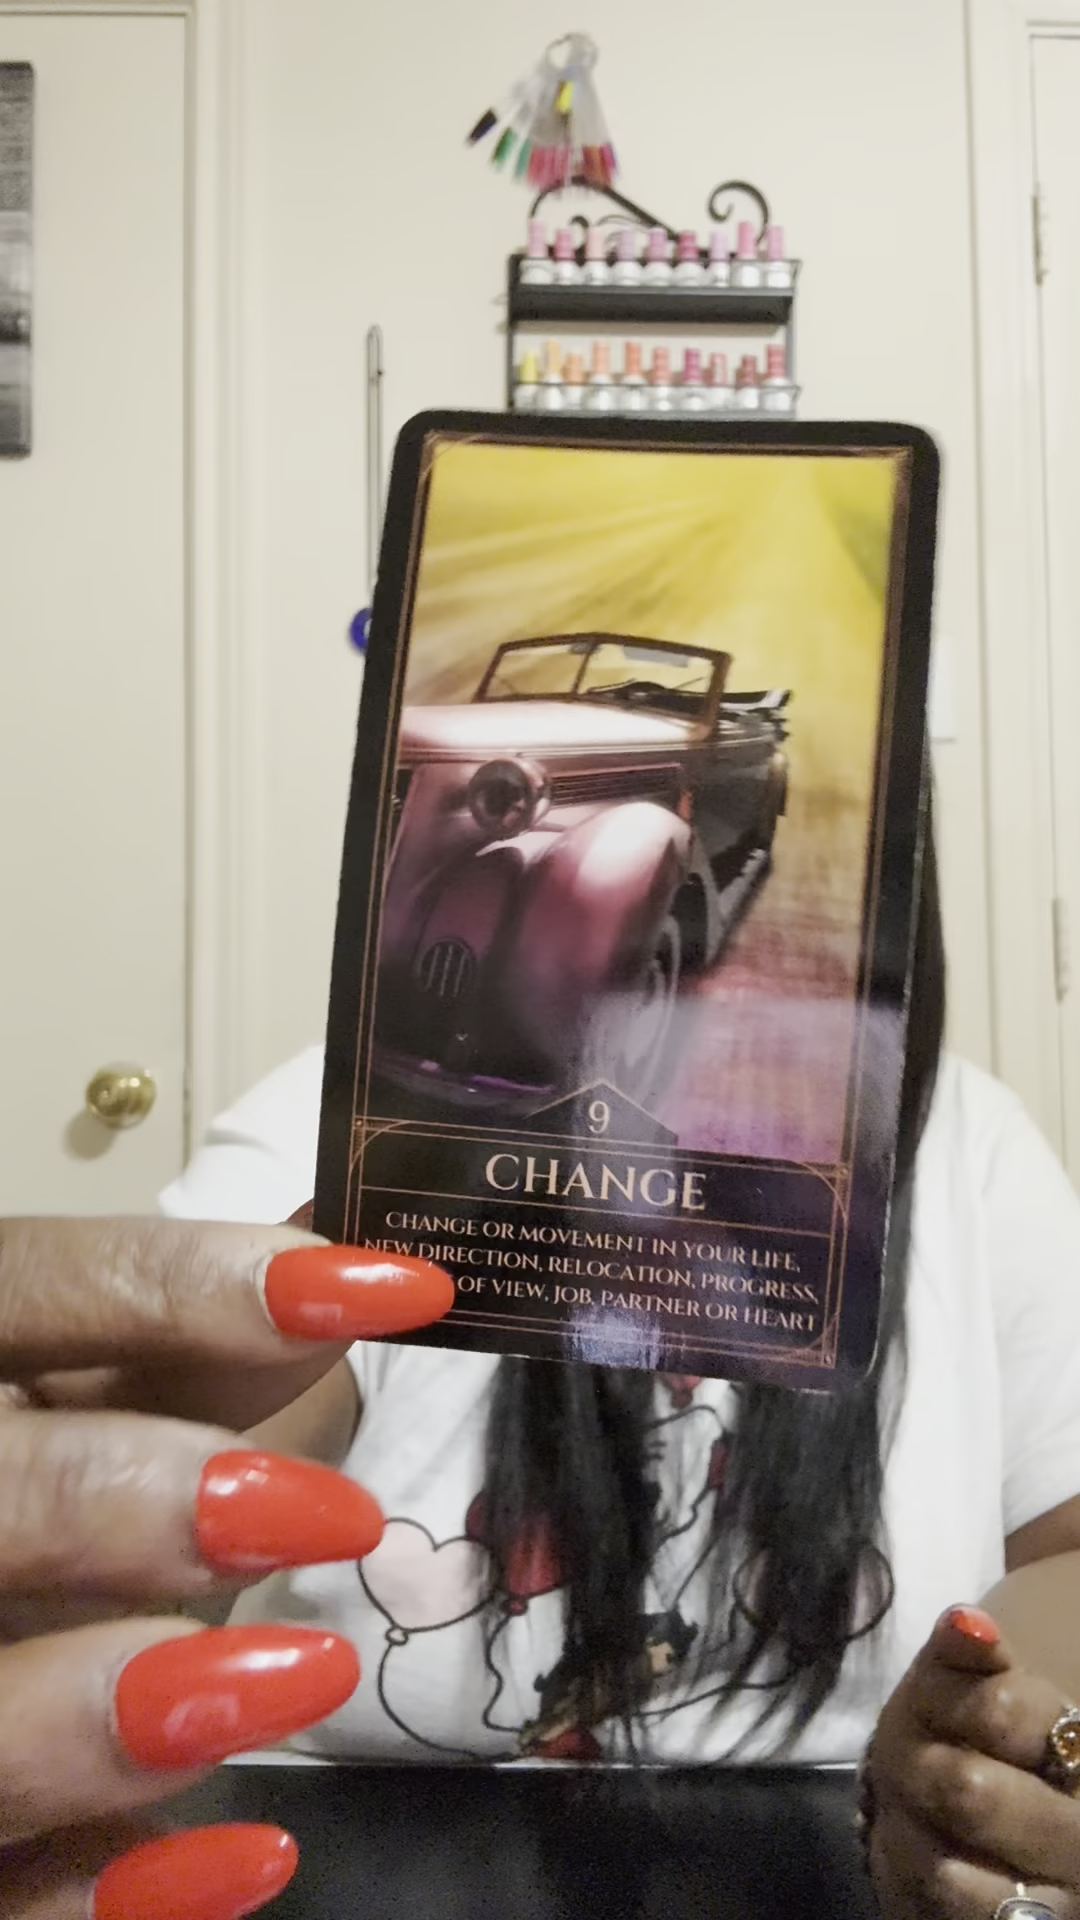 9
CHANGE
CHANGE OR MOVEMENT IN YOUR LIFE,
NEW DIRECTION, RELOCATION, PROGRESS,
OF VIEW, JOB, PARTNER OR HEART